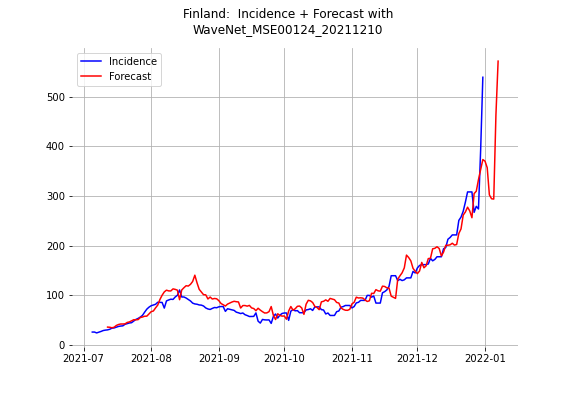 Finland:  Incidence + Forecast with
WaveNet_MSE00124_20211210
Incidence
Forecast
500
400
300
200
100
0
2021-07 2021-08 2021-09 2021-10 2021-11 2021-12 2022-01